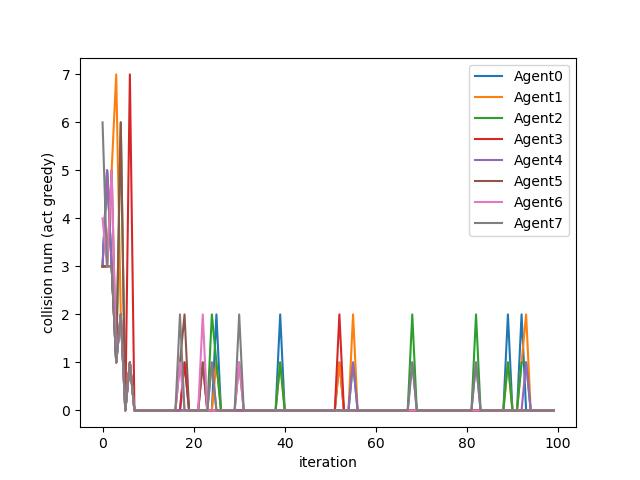 7
6
5
4
3
2
1
0
collision num (act greedy)
0
20
40
60
80
100
iteration
Agent0
Agent1
Agent2
Agent3
Agent4
Agent5
Agent6
Agent7